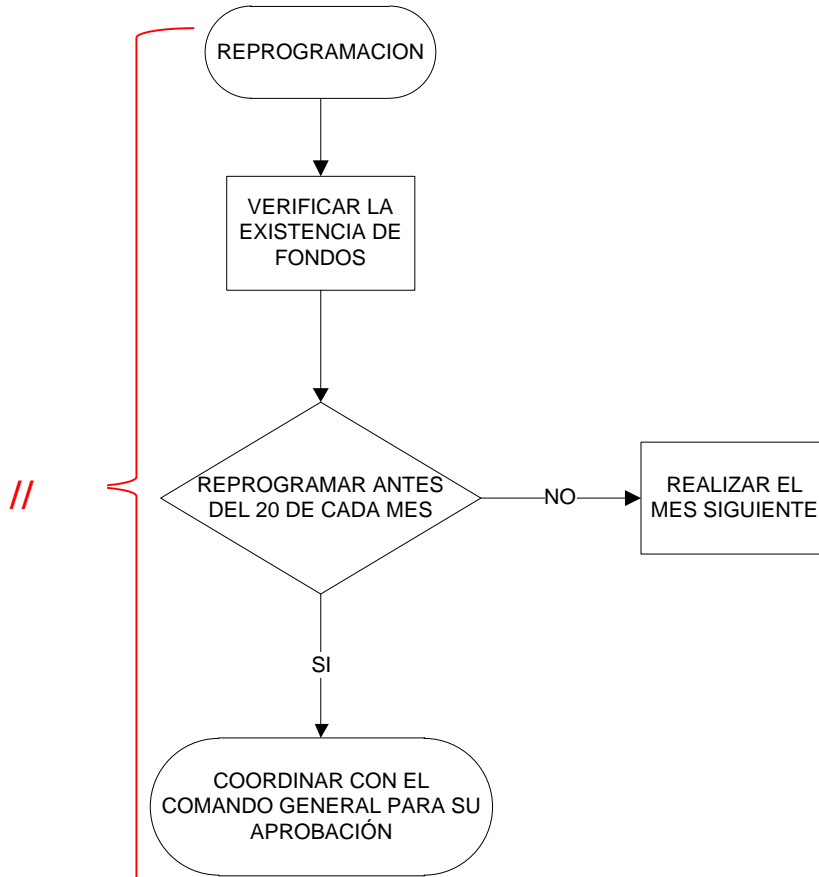 REPROGRAMACION
VERIFICAR LA
EXISTENCIA DE
FONDOS
//
REPROGRAMAR ANTES
DEL 20 DE CADA MES
NO
REALIZAR EL
MES SIGUIENTE
SI
COORDINAR CON EL
COMANDO GENERAL PARA SU
APROBACIÓN